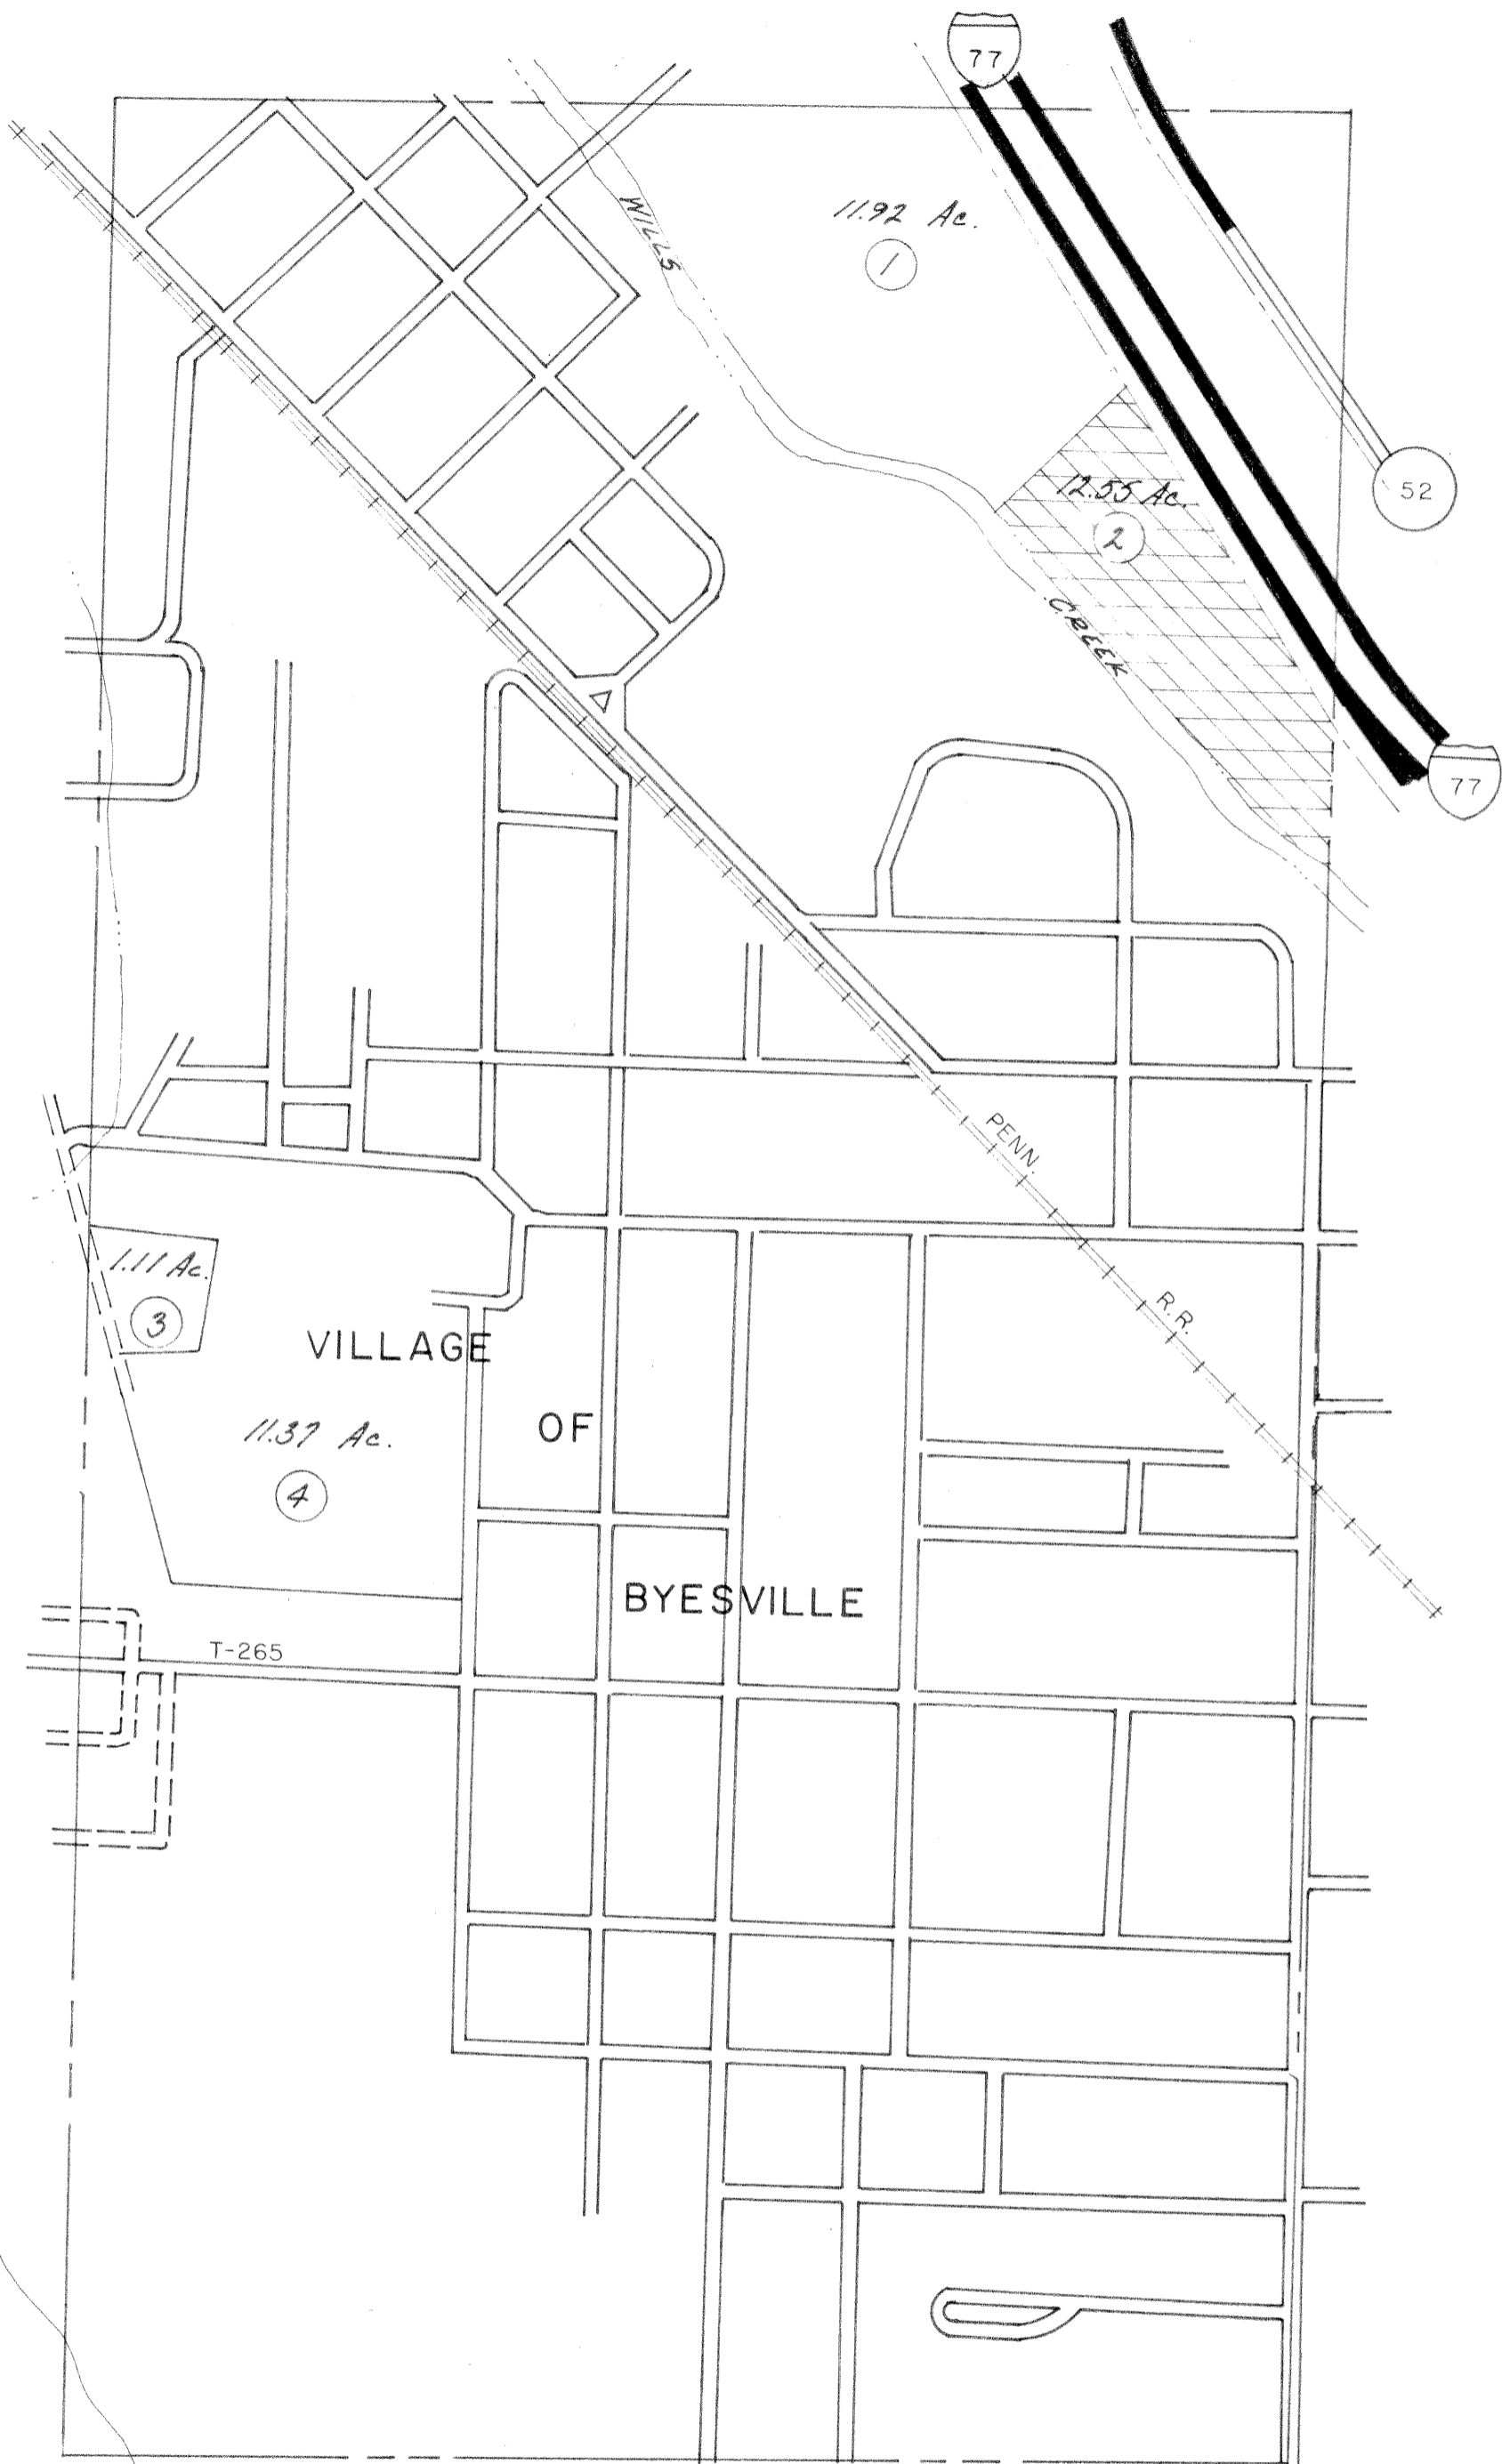 77
11.92 Ac.
1
WILLS
52
12.55 Ac.
2
CREEK
77
PENN.
R.R.
1.11 Ac.
3
VILLAGE
11.37 Ac.
OF
4
BYESVILLE
T-265